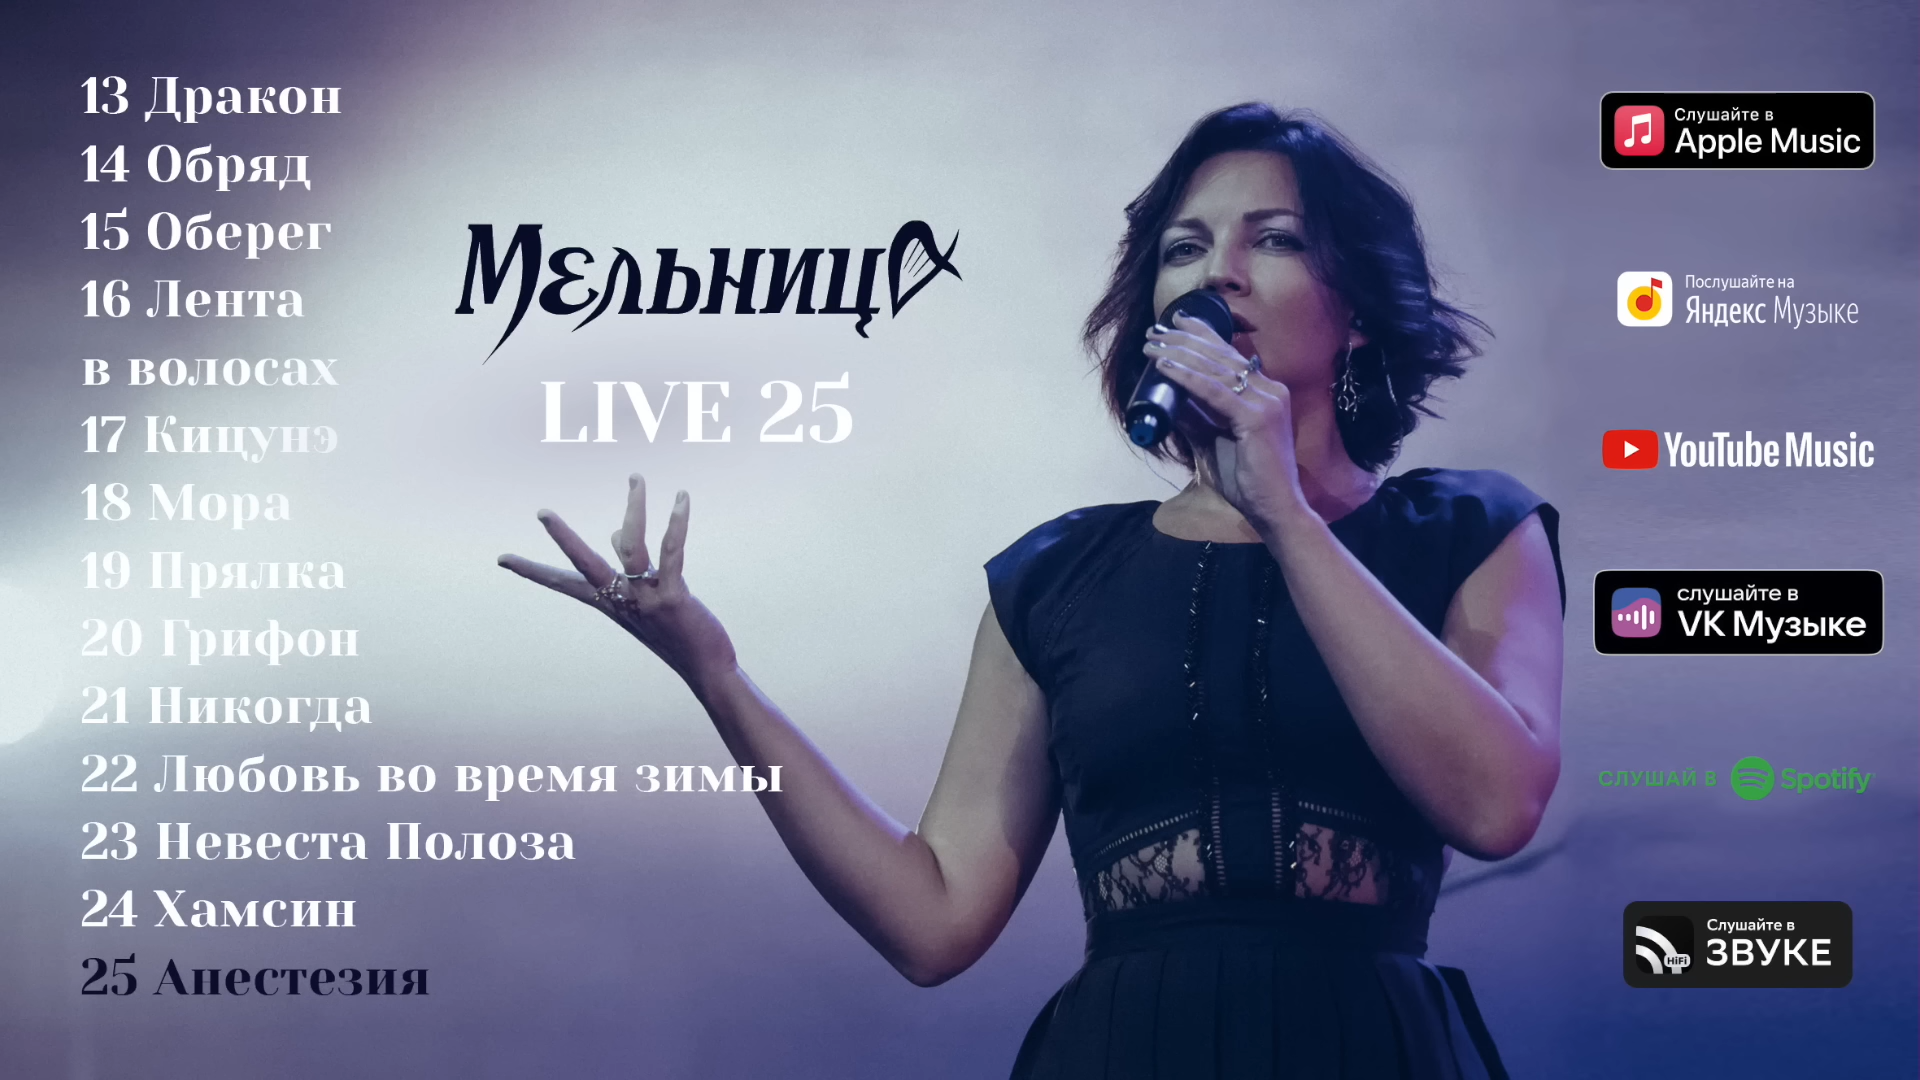 13 Дракон
14 Обряд
15 Оберег
16 Лента
в волосах
17 Кицунэ
18 Мора
19 Прялка
20 Грифон
21 Никогда
22 Любовь во время зимы
23 Невеста Полоза
24 Хамсин
25 Анестезия
Мельница
LIVE 25
Слушайте в
Apple Music
Послушайте на
Яндекс Музыке
YouTube Music
слушайте в
VK Музыке
СЛУШАЙ В Spotify
HiFi
Слушайте в
ЗВУКЕ